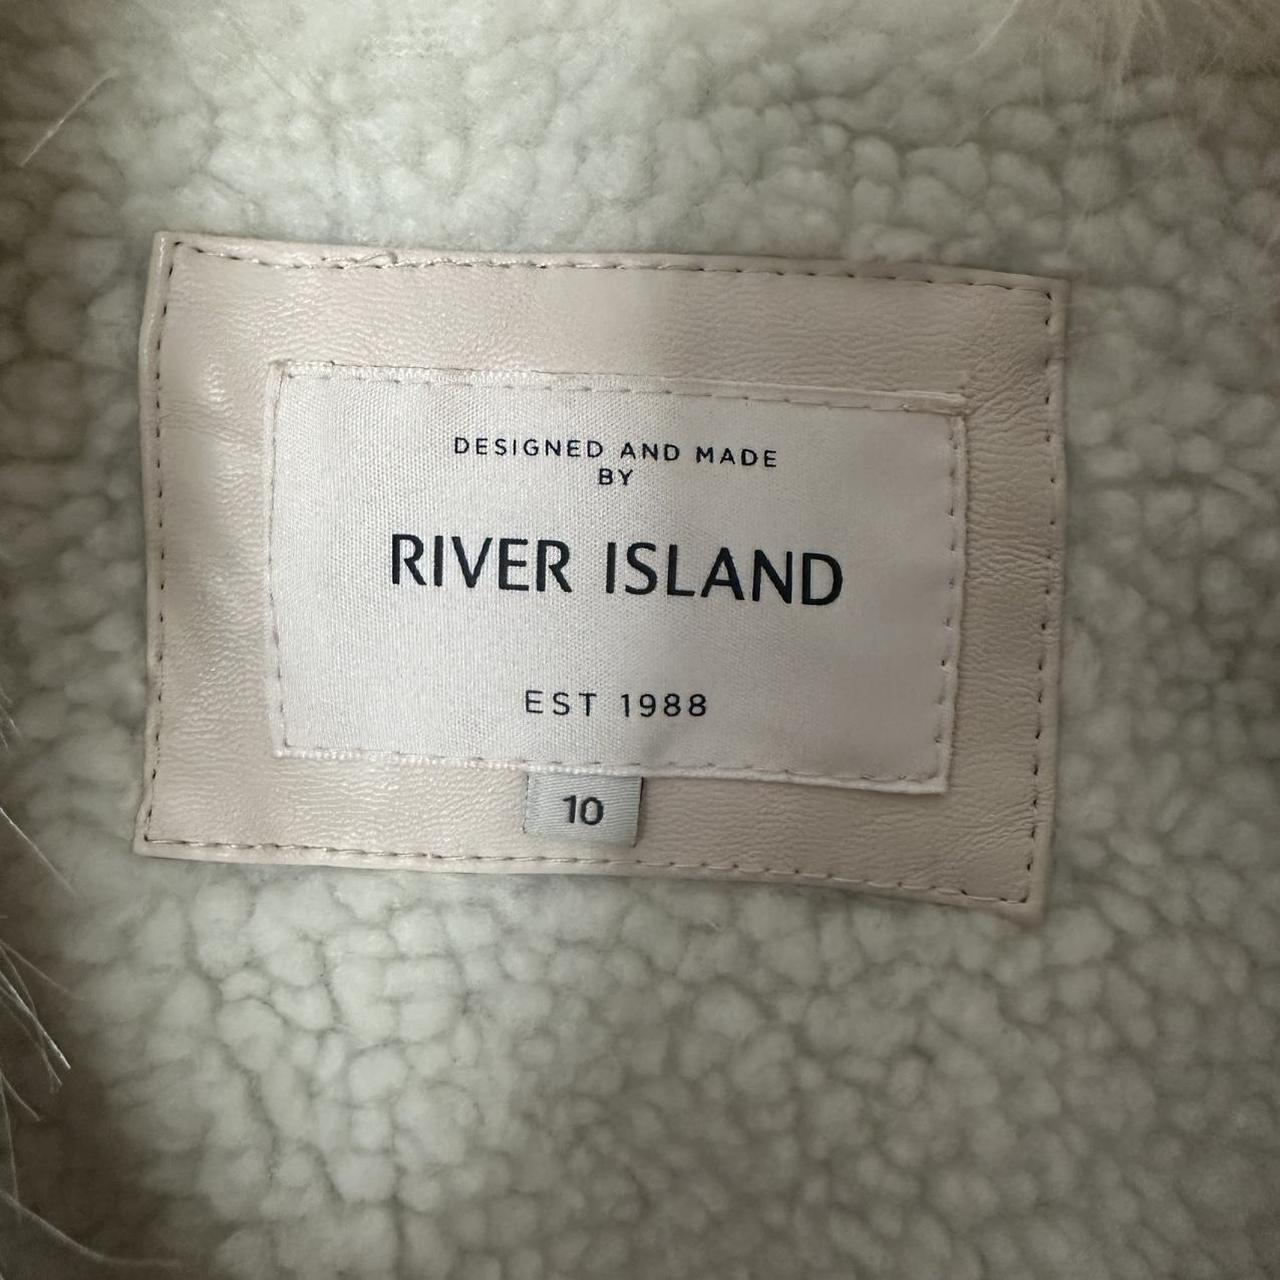 DESIGNED AND MADE
BY
RIVER ISLAND
EST 1988
10